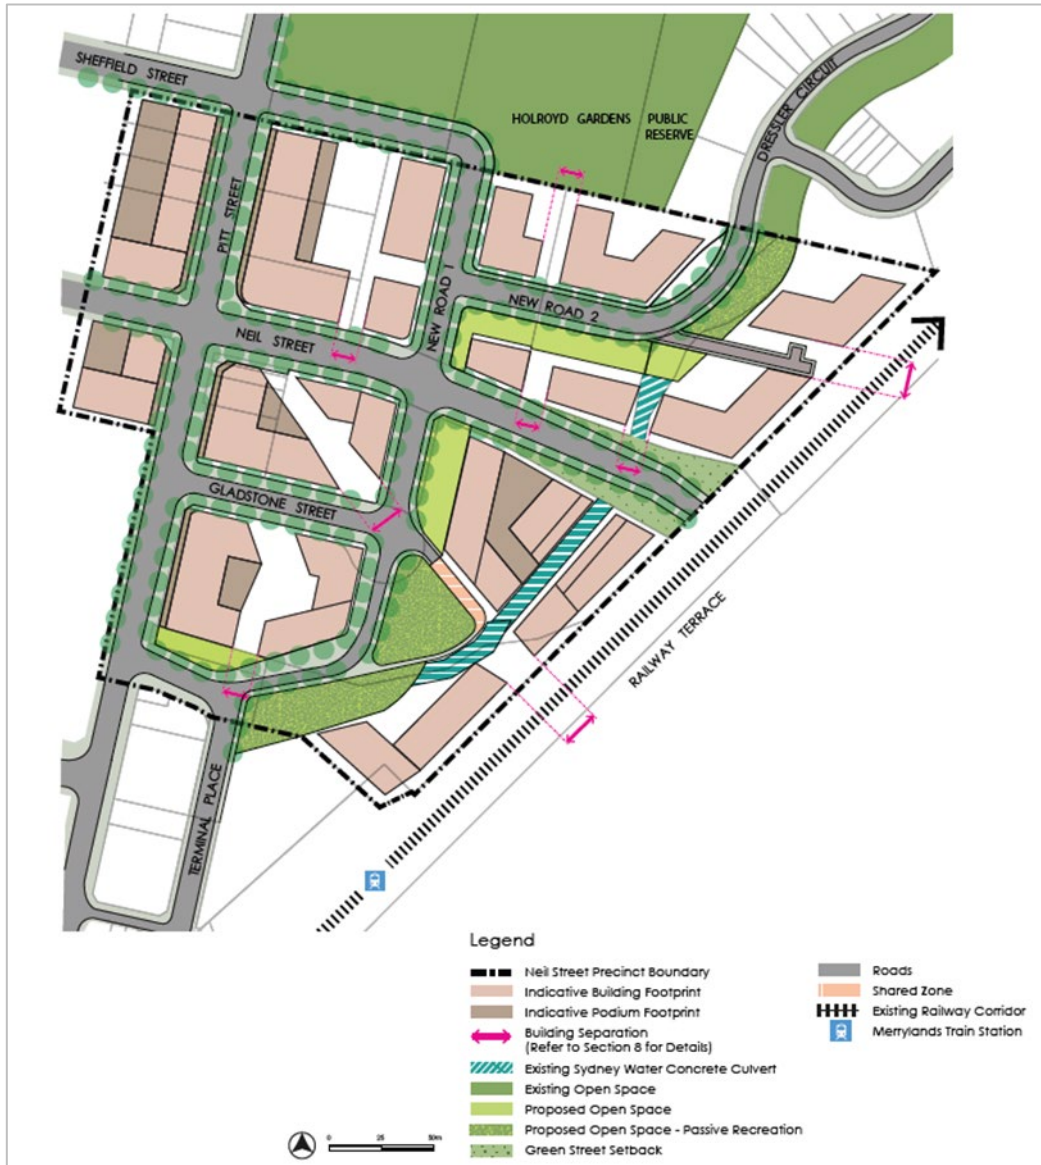 SHEFFIELD STREET
HOLROYD GARDENS PUBLIC
RESERVE
DRESSLER CIRCUIT
PITT STREET
NEW ROAD 1
NEW ROAD 2
NEIL STREET
GLADSTONE STREET
RAILWAY TERRACE
TERMINAL PLACE
Legend
Neil Street Precinct Boundary
Indicative Building Footprint
Indicative Podium Footprint
Building Separation
(Refer to Section 8 for Details)
Existing Sydney Water Concrete Culvert
Existing Open Space
Proposed Open Space
Proposed Open Space - Passive Recreation
Green Street Setback
Roads
Shared Zone
Existing Railway Corridor
Merrylands Train Station
0 25 50m